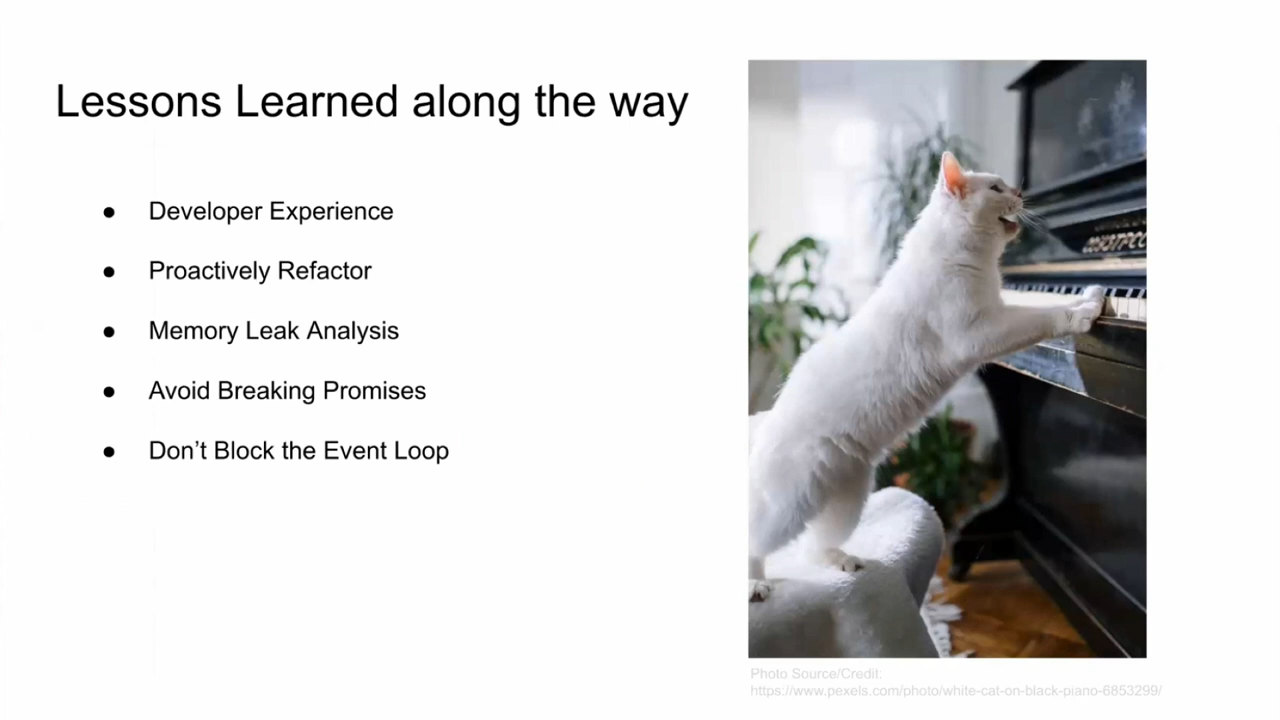 Lessons Learned along the way
● Developer Experience
● Proactively Refactor
● Memory Leak Analysis
● Avoid Breaking Promises
● Don’t Block the Event Loop
Photo Source/Credit:
https://www.pexels.com/photo/white-cat-on-black-piano-6853299/